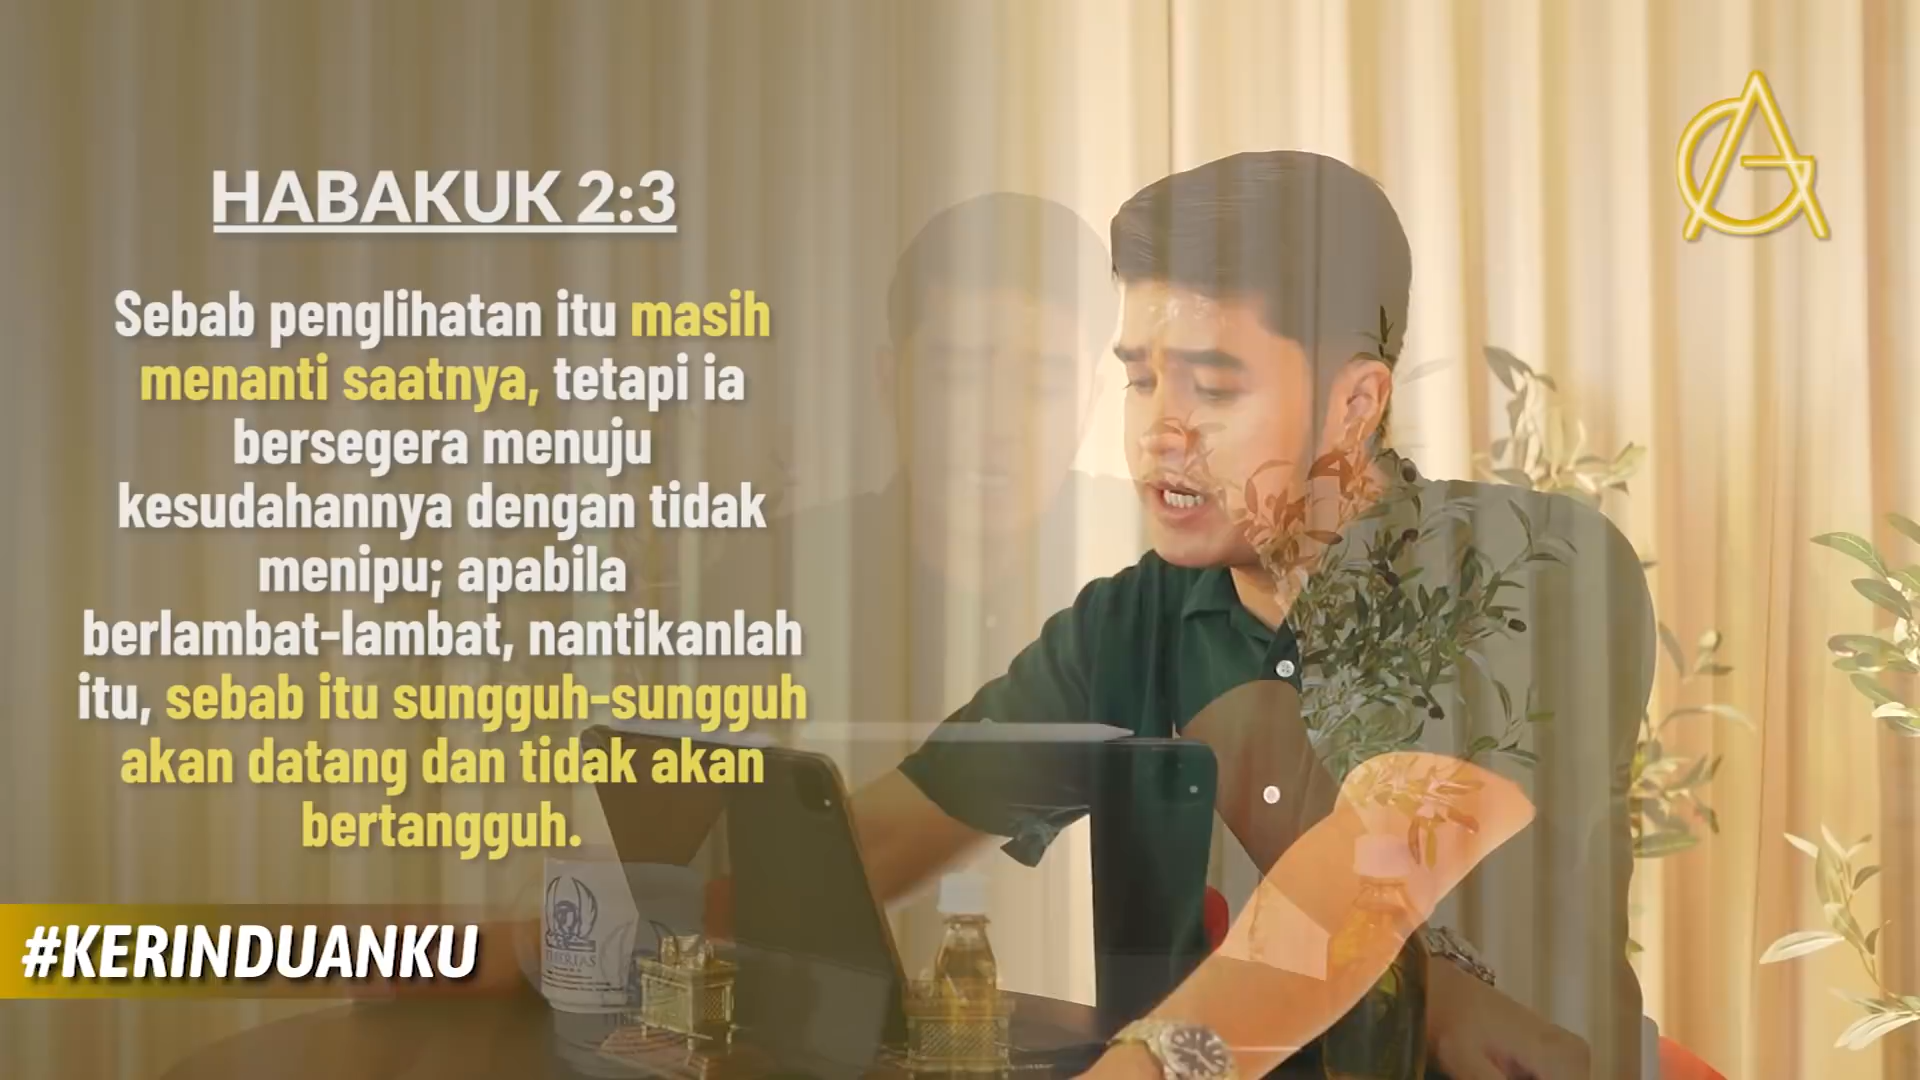 HABAKUK 2:3
Sebab penglihatan itu masih
menanti saatnya, tetapi ia
bersegera menuju
kesudahannya dengan tidak
menipu; apabila
berlambat-lambat, nantikanlah
itu, sebab itu sungguh-sungguh
akan datang dan tidak akan
bertangguh.
#KERINDUANKU